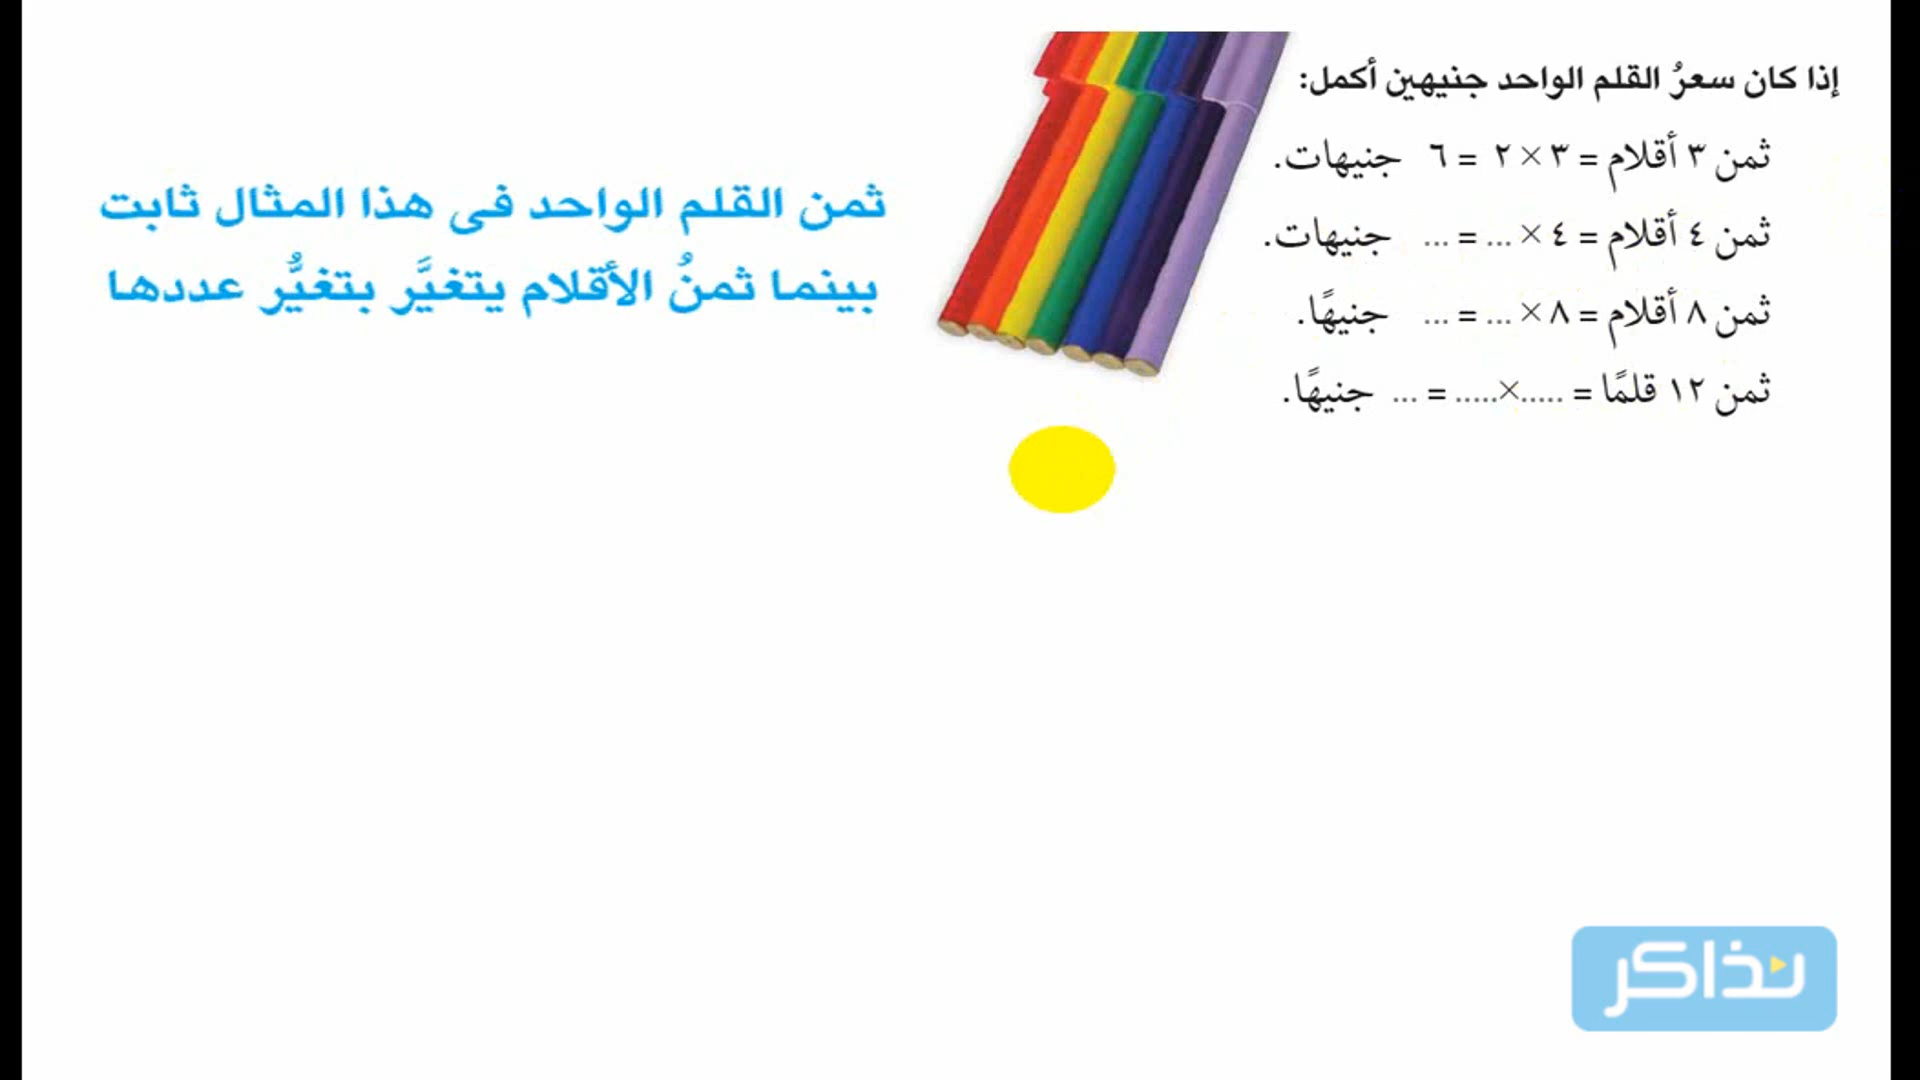 إذا كان سعرُ القلم الواحد جنيهين أكمل:
ثمن ٣ أقلام = ٣ × ٢ = ٦ جنيهات.
ثمن ٤ أقلام = ٤ × ... = ... جنيهات.
ثمن ٨ أقلام = ٨ × ... = ... جنيهًا.
ثمن ١٢ قلمًا = .....×..... = ... جنيهًا.
ثمن القلم الواحد فى هذا المثال ثابت
بينما ثمنُ الأقلام يتغيَّر بتغيُّر عددها
نذاكر